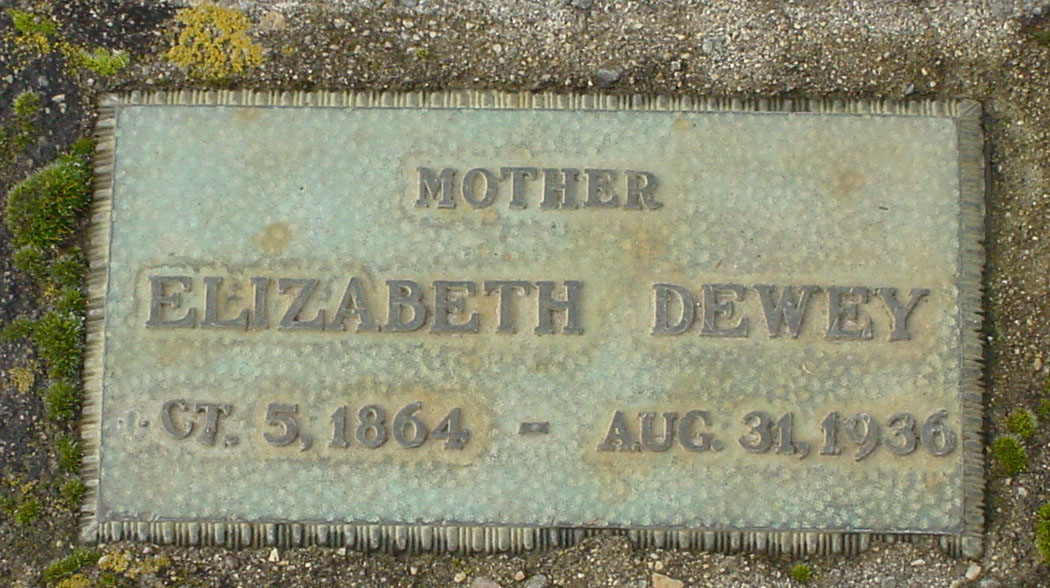 MOTHER
ELIZABETH DEWEY
CT. 5, 1864 - AUG. 31, 1936